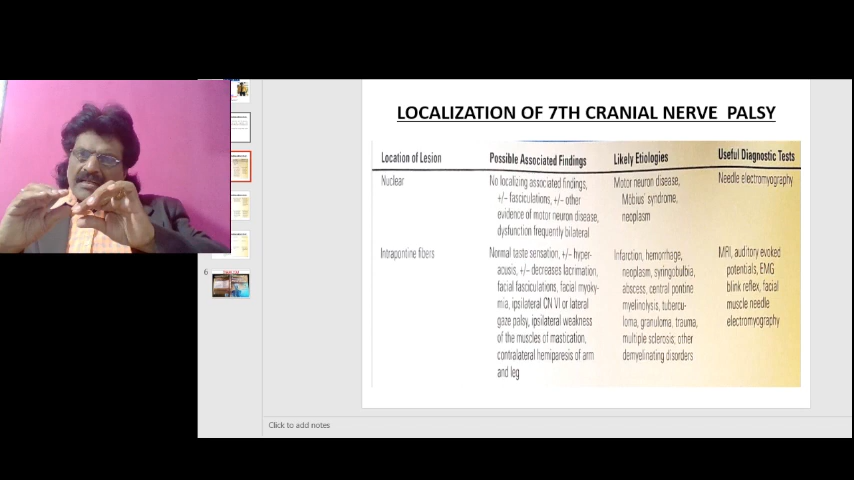 LOCALIZATION OF 7TH CRANIAL NERVE PALSY
Location of Lesion
Possible Associated Findings
Likely Etiologies
Useful Diagnostic Tests
Nuclear
No localizing associated findings,
+/– fasciculations, +/– other
evidence of motor neuron disease,
dysfunction frequently bilateral
Motor neuron disease,
Möbius' syndrome,
neoplasm
Needle electromyography
Intrapontine fibers
Normal taste sensation, +/– hyper-
acusis, +/– decreases lacrimation,
facial fasciculations, facial myoky-
mia, ipsilateral CN VI or lateral
gaze palsy, ipsilateral weakness
of the muscles of mastication,
contralateral hemiparesis of arm
and leg
Infarction, hemorrhage,
neoplasm, syringobulbia,
abscess, central pontine
myelinolysis, tubercu-
loma, granuloma, trauma,
multiple sclerosis; other
demyelinating disorders
MRI, auditory evoked
potentials, EMG
blink reflex, facial
muscle needle
electromyography
6
Click to add notes